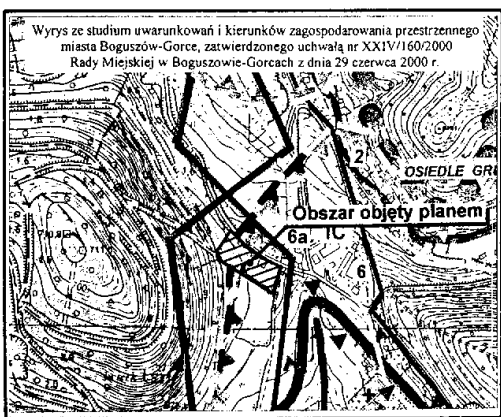 Wyrys ze studium uwarunkowań i kierunków zagospodarowania przestrzennego
miasta Boguszów-Gorce, zatwierdzonego uchwałą nr XXIV/160/2000
Rady Miejskiej w Boguszowie-Gorcach z dnia 29 czerwca 2000 r.
2
OSIEDLE GR
Obszar objęty planem
6a IC
6